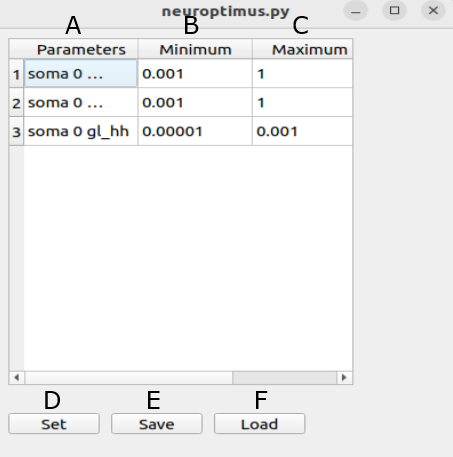 neuroptimus.py
A B C
Parameters Minimum Maximum
1 soma 0 ... 0.001 1
2 soma 0 ... 0.001 1
3 soma 0 gl_hh 0.00001 0.001
D E F
Set Save Load